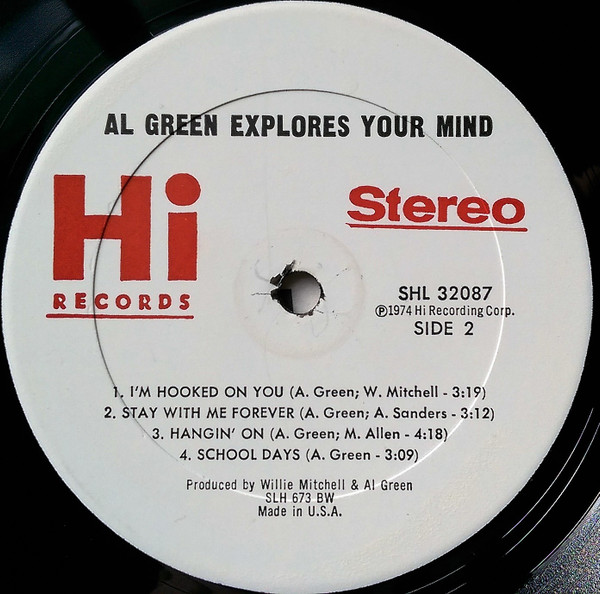 AL GREEN EXPLORES YOUR MIND
Hi
RECORDS
Stereo
SHL 32087
Ⓟ1974 Hi Recording Corp.
SIDE 2
1. I'M HOOKED ON YOU (A. Green; W. Mitchell - 3:19)
2. STAY WITH ME FOREVER (A. Green; A. Sanders - 3:12)
3. HANGIN' ON (A. Green; M. Allen - 4:18)
4. SCHOOL DAYS (A. Green - 3:09)
Produced by Willie Mitchell & Al Green
SLH 673 BW
Made in U.S.A.